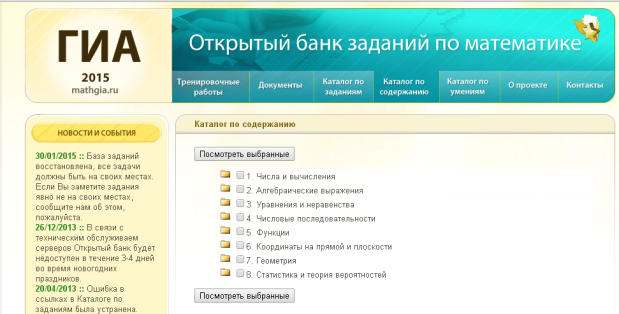 ГИА
2015
mathgia.ru
Открытый банк заданий по математике
Тренировочные
работы
Документы
Каталог по
заданиям
Каталог по
содержанию
Каталог по
умениям
О проекте
Контакты
НОВОСТИ И СОБЫТИЯ
30/01/2015 :: База заданий
восстановлена, все задачи
должны быть на своих местах.
Если Вы заметите задания
явно не на своих местах,
сообщите нам об этом,
пожалуйста.
26/12/2013 :: В связи с
техническим обслуживаем
серверов Открытый банк будет
недоступен в течение 3-4 дней
во время новогодних
праздников.
20/04/2013 :: Ошибка в
ссылках в Каталоге по
заданиям была устранена.
Каталог по содержанию
Посмотреть выбранные
1. Числа и вычисления
2. Алгебраические выражения
3. Уравнения и неравенства
4. Числовые последовательности
5. Функции
6. Координаты на прямой и плоскости
7. Геометрия
8. Статистика и теория вероятностей
Посмотреть выбранные